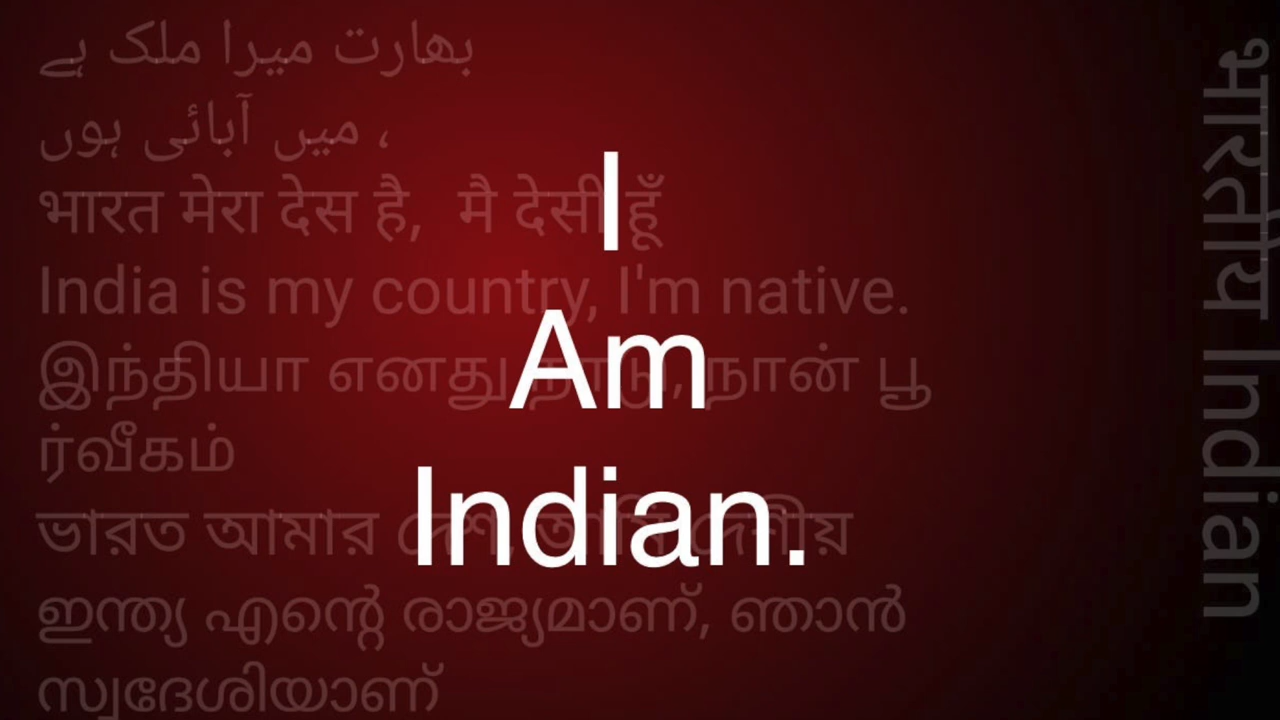 بھارت میرا ملک ہے
، میں آبائی ہوں
भारत मेरा देस है, मै देसी हूँ
India is my country, I'm native.
இந்தியா எனது நாடு, நான் பூ
ர்வீகம்
ভারত আমার দেশ, আমি দেশীয়
ഇന്ത്യ എന്റെ രാജ്യമാണ്, ഞാൻ
സ്വദേശിയാണ്
I
Am
Indian.
भारतीय Indian